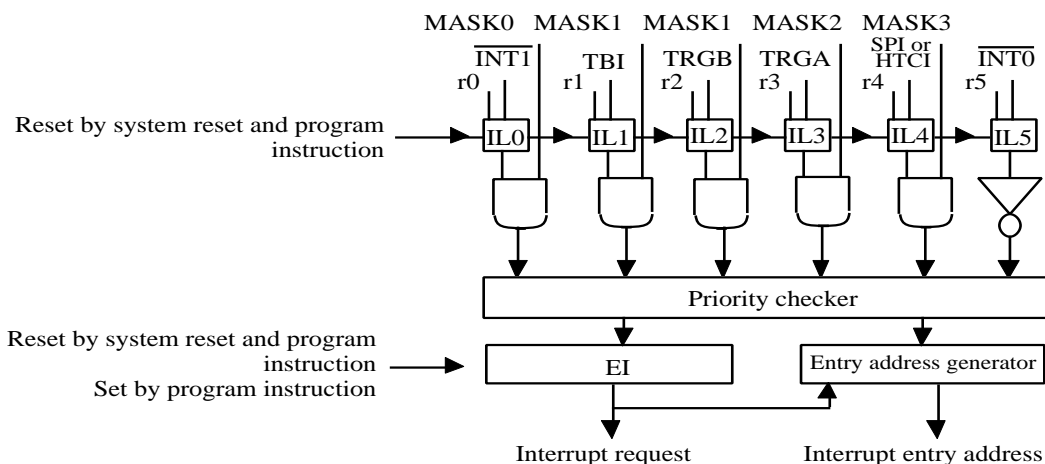 MASK0 MASK1 MASK1 MASK2 MASK3
INT1 TBI TRGB TRGA SPI or
HTCI INT0
r0 r1 r2 r3 r4 r5
Reset by system reset and program
instruction
IL0 IL1 IL2 IL3 IL4 IL5
Priority checker
Reset by system reset and program
instruction
Set by program instruction
EI
Entry address generator
Interrupt request
Interrupt entry address